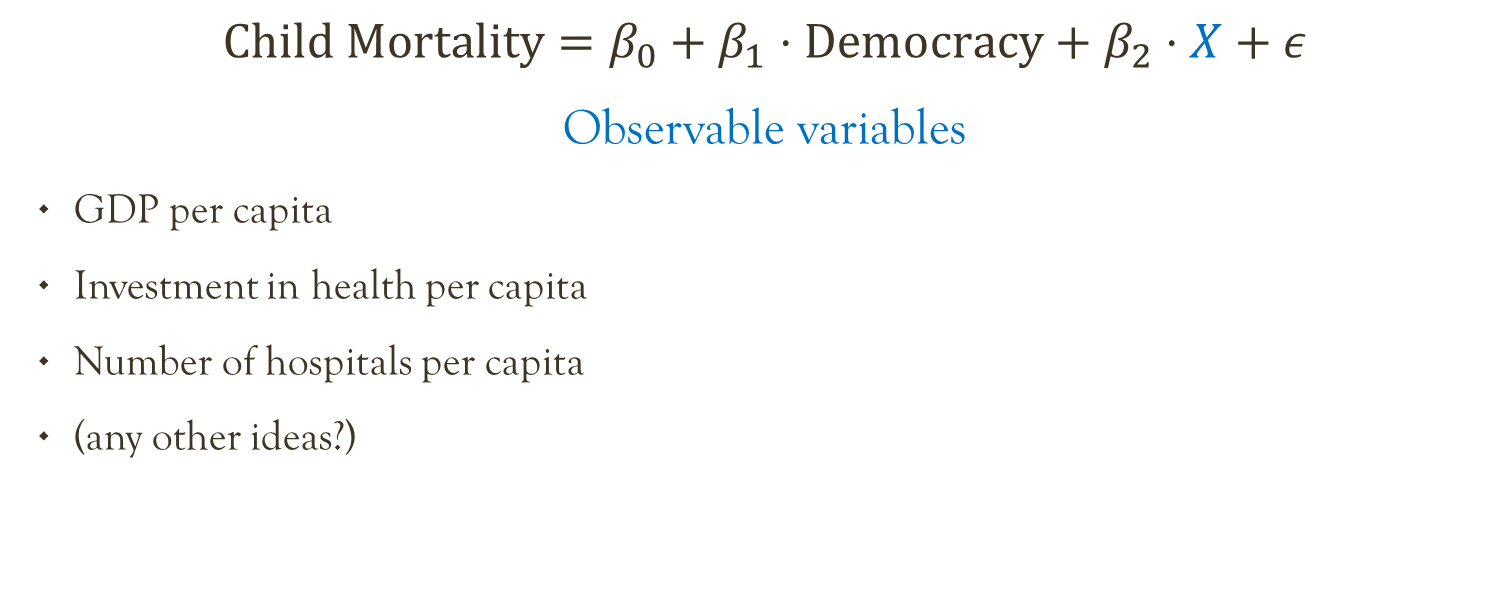 Child Mortality = β₀ + β₁ · Democracy + β₂ · X + ϵ
Observable variables
• GDP per capita
• Investment in health per capita
• Number of hospitals per capita
• (any other ideas?)